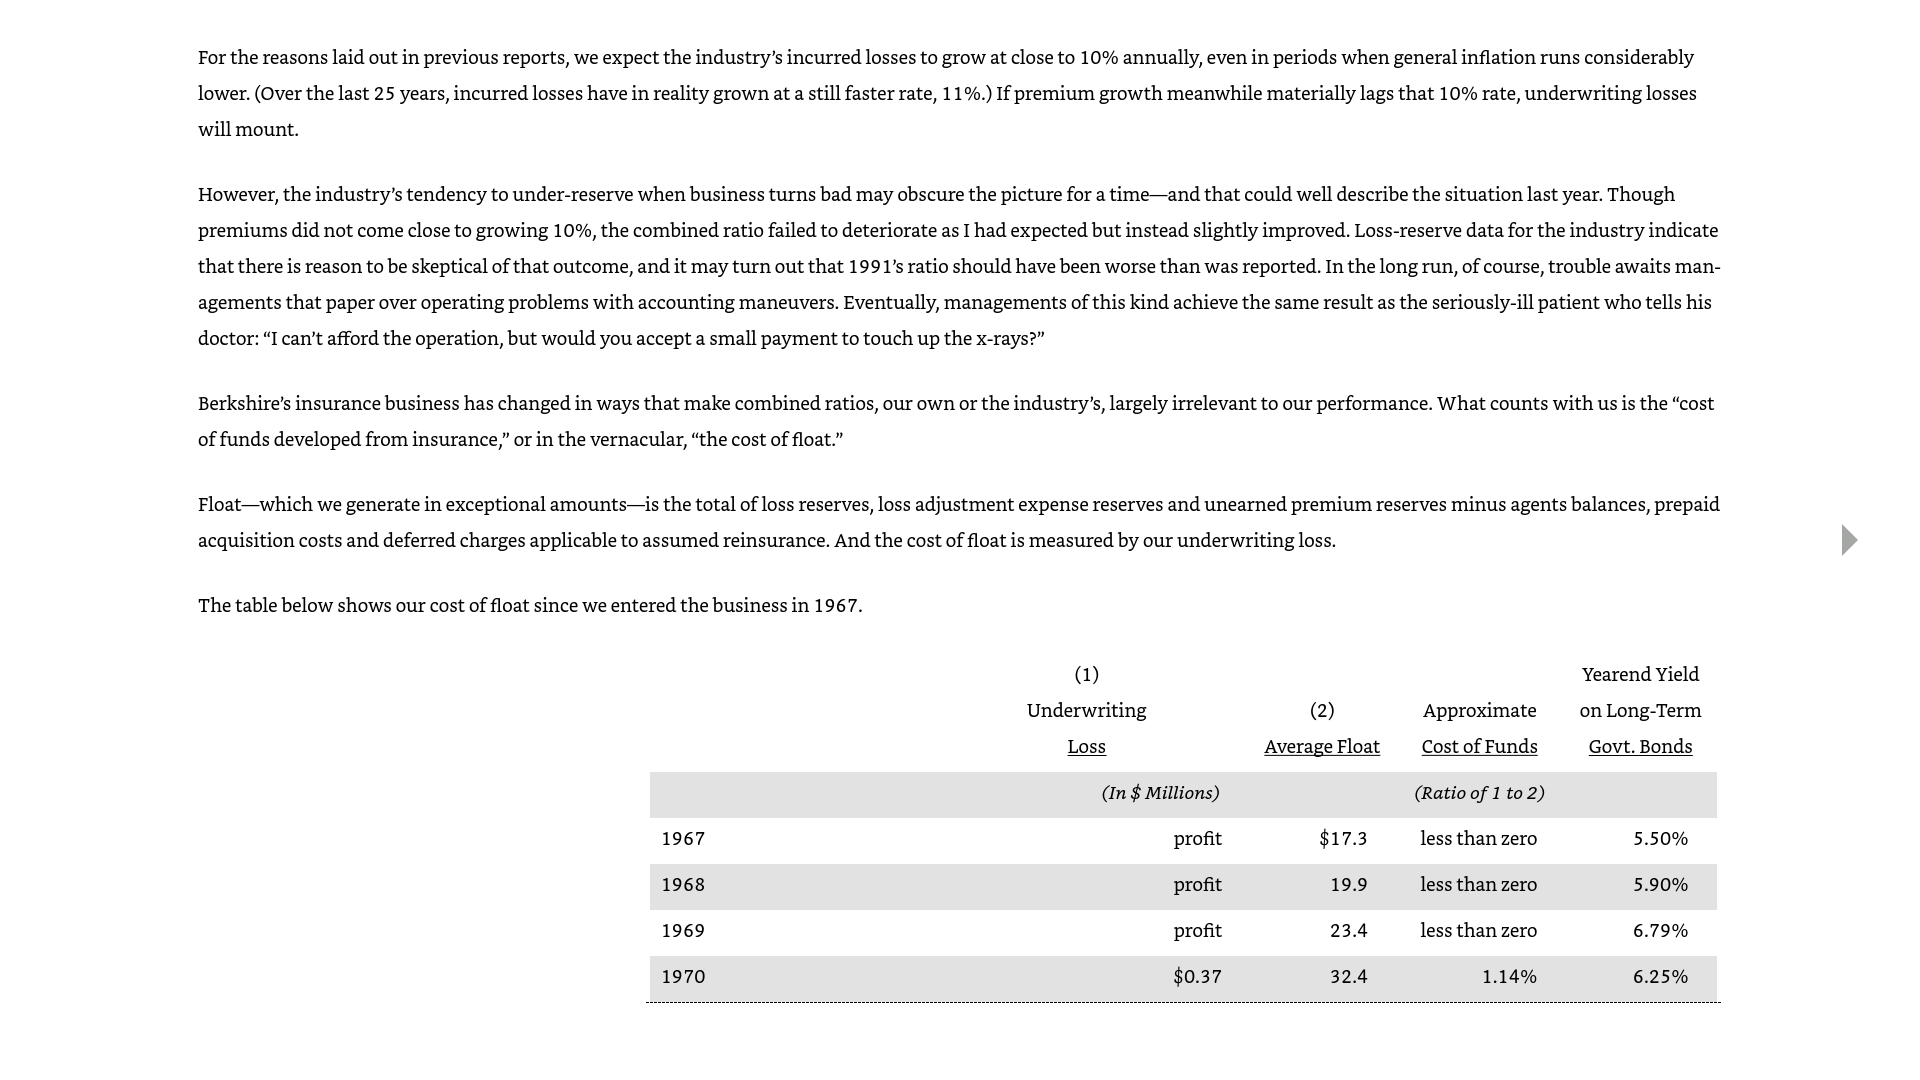 For the reasons laid out in previous reports, we expect the industry’s incurred losses to grow at close to 10% annually, even in periods when general inflation runs considerably
lower. (Over the last 25 years, incurred losses have in reality grown at a still faster rate, 11%.) If premium growth meanwhile materially lags that 10% rate, underwriting losses
will mount.
However, the industry’s tendency to under-reserve when business turns bad may obscure the picture for a time—and that could well describe the situation last year. Though
premiums did not come close to growing 10%, the combined ratio failed to deteriorate as I had expected but instead slightly improved. Loss-reserve data for the industry indicate
that there is reason to be skeptical of that outcome, and it may turn out that 1991’s ratio should have been worse than was reported. In the long run, of course, trouble awaits man-
agements that paper over operating problems with accounting maneuvers. Eventually, managements of this kind achieve the same result as the seriously-ill patient who tells his
doctor: “I can’t afford the operation, but would you accept a small payment to touch up the x-rays?”
Berkshire’s insurance business has changed in ways that make combined ratios, our own or the industry’s, largely irrelevant to our performance. What counts with us is the “cost
of funds developed from insurance,” or in the vernacular, “the cost of float.”
Float—which we generate in exceptional amounts—is the total of loss reserves, loss adjustment expense reserves and unearned premium reserves minus agents balances, prepaid
acquisition costs and deferred charges applicable to assumed reinsurance. And the cost of float is measured by our underwriting loss.
The table below shows our cost of float since we entered the business in 1967.
(1) Yearend Yield
Underwriting (2) Approximate on Long-Term
Loss Average Float Cost of Funds Govt. Bonds
(In $ Millions) (Ratio of 1 to 2)
1967 profit $17.3 less than zero 5.50%
1968 profit 19.9 less than zero 5.90%
1969 profit 23.4 less than zero 6.79%
1970 $0.37 32.4 1.14% 6.25%